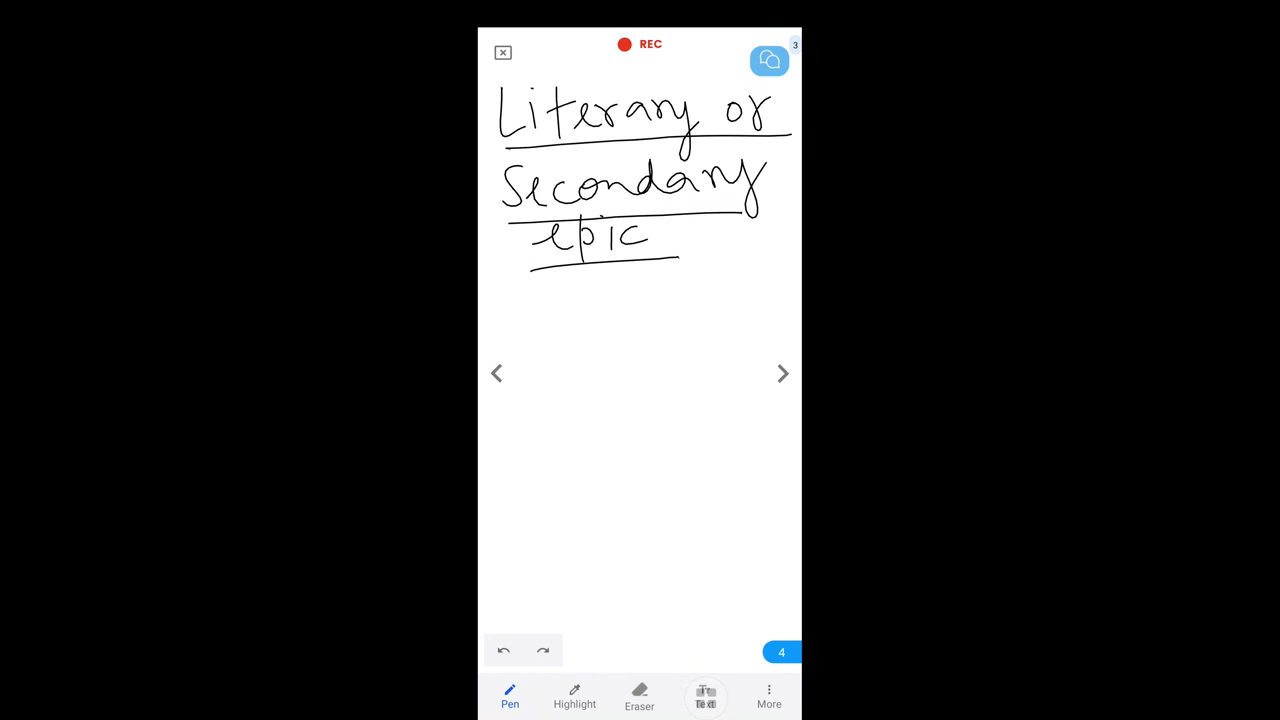 REC
3
Literary or
Secondary
epic
4
Pen
Highlight
Eraser
Text
More